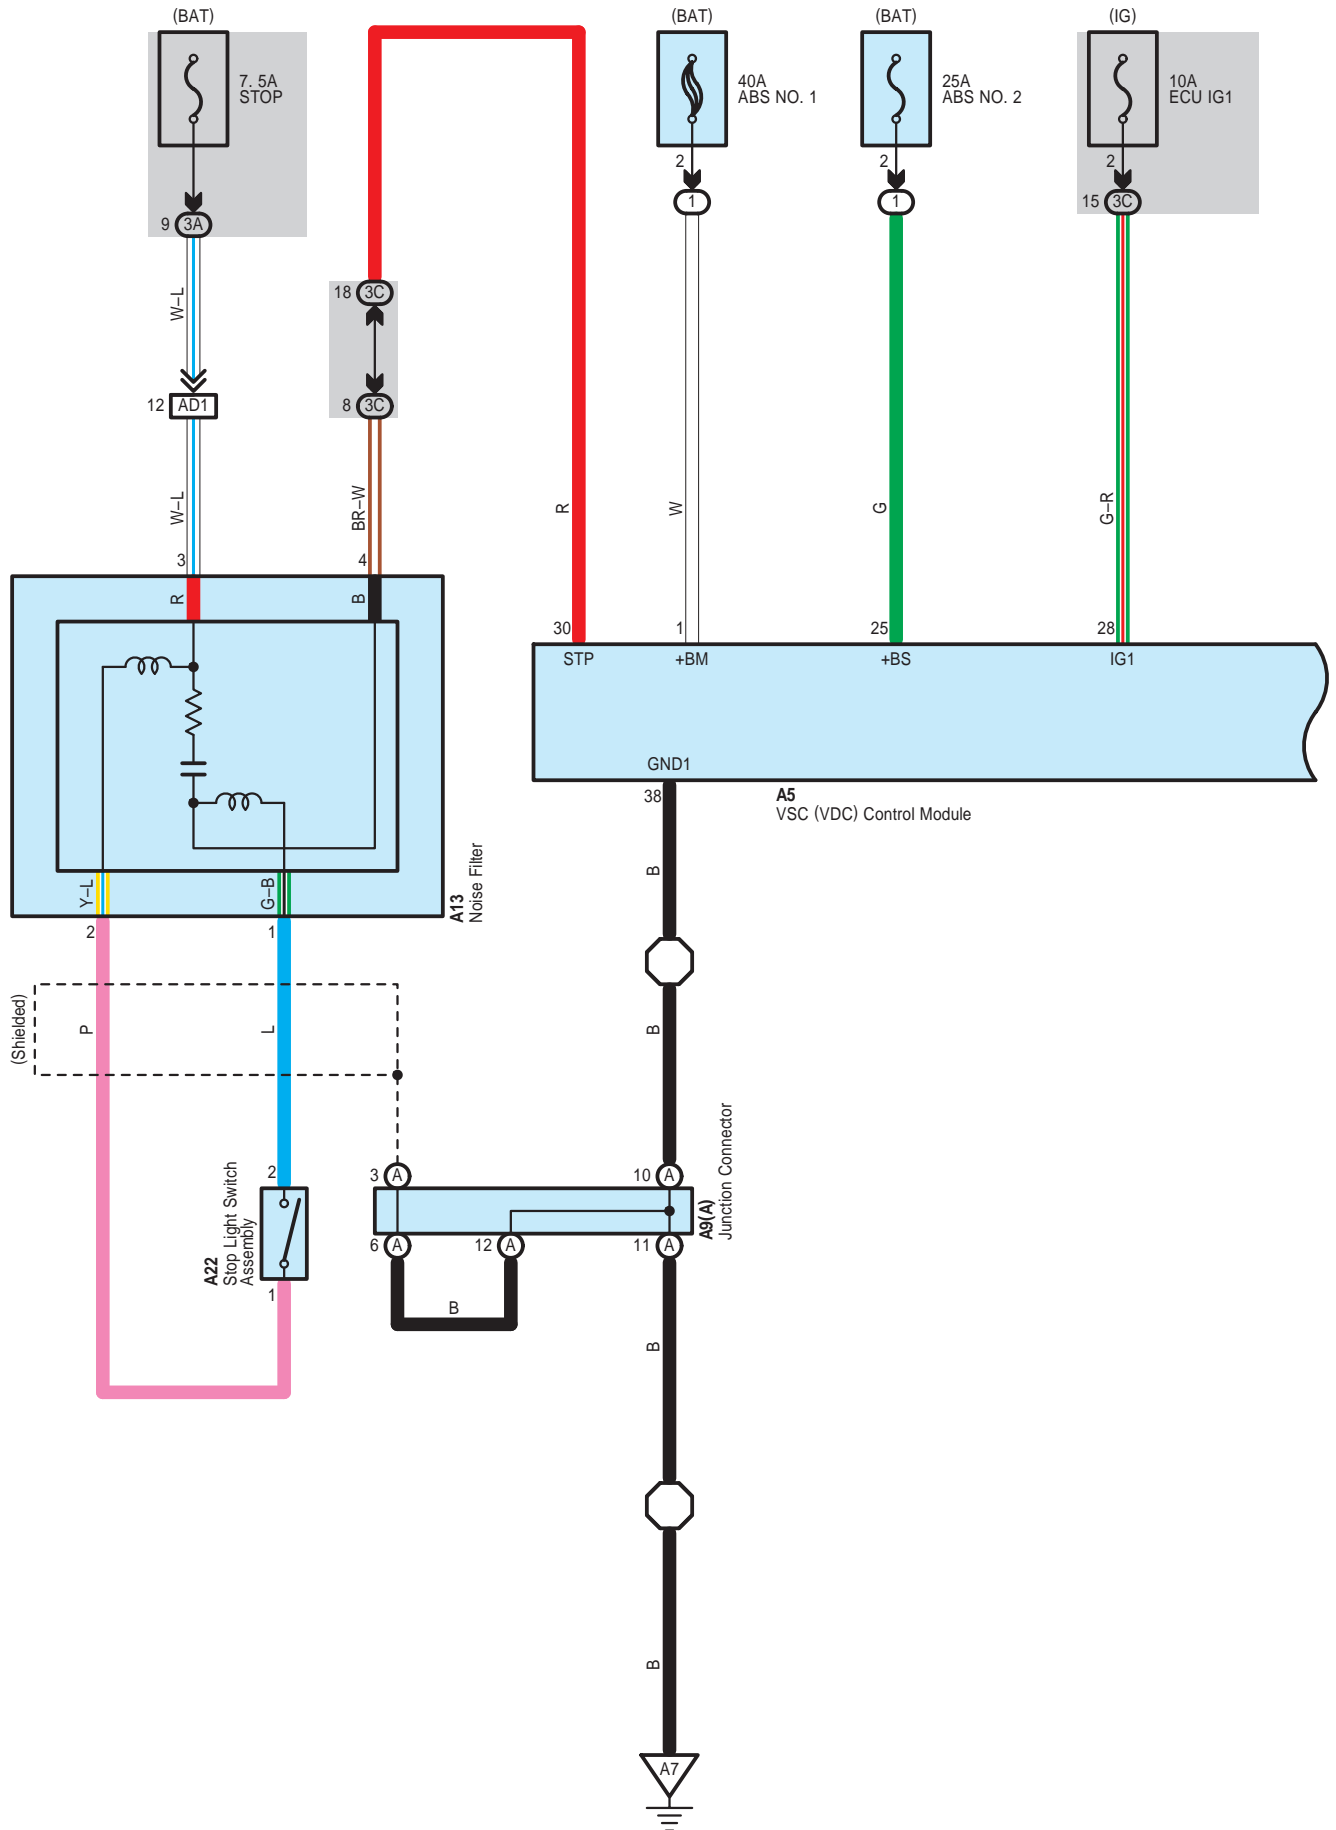 (BAT)
(BAT)
(BAT)
(IG)
7. 5A
STOP
40A
ABS NO. 1
25A
ABS NO. 2
10A
ECU IG1
2
2
2
9 3A
1
1
15 3C
W–L
18 3C
12 AD1
8 3C
W–L
BR–W
R
W
G
G–R
3
4
R
B
30
1
25
28
STP
+BM
+BS
IG1
GND1
38
A5
VSC (VDC) Control Module
Y–L
G–B
A13
Noise Filter
B
2
1
(Shielded)
P
L
B
3 A
10 A
A9(A)
Junction Connector
2
A22
Stop Light Switch
Assembly
1
6 A
12 A
11 A
B
B
B
A7